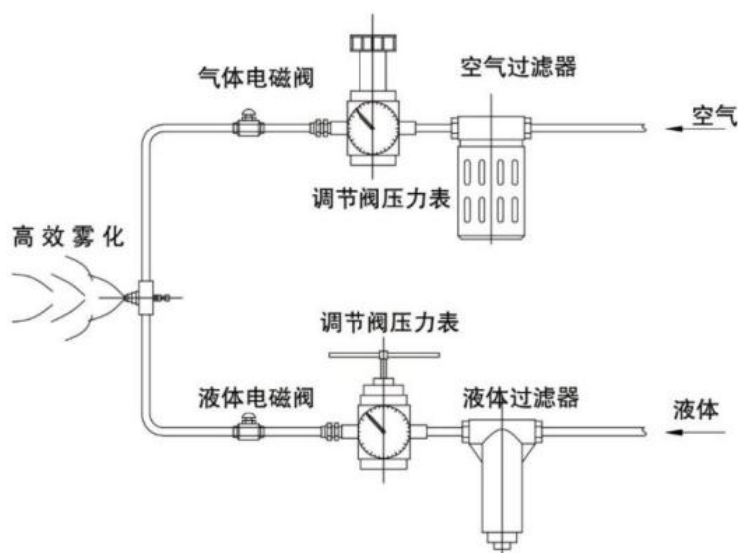 气体电磁阀
空气过滤器
空气
调节阀压力表
高效雾化
调节阀压力表
液体电磁阀
液体过滤器
液体